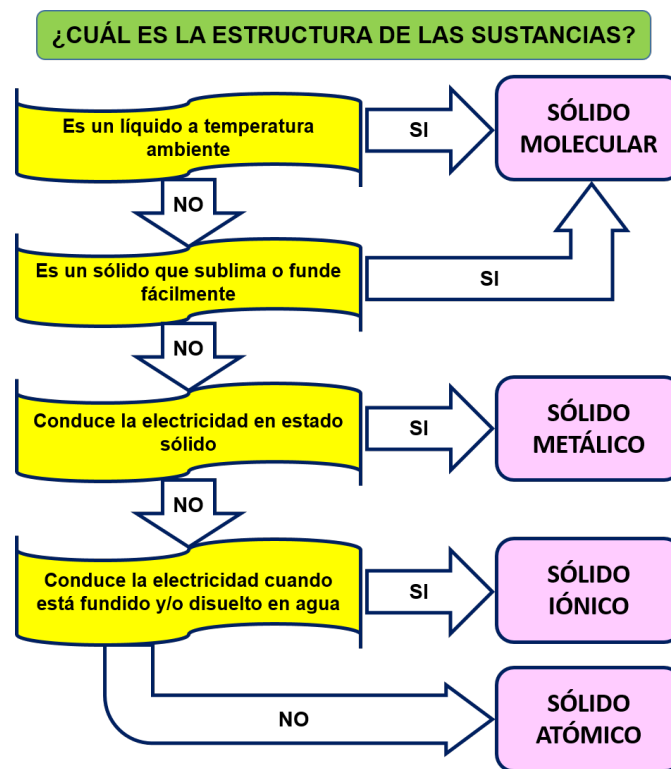 ¿CUÁL ES LA ESTRUCTURA DE LAS SUSTANCIAS?
Es un líquido a temperatura
ambiente
SI
SÓLIDO
MOLECULAR
NO
Es un sólido que sublima o funde
fácilmente
SI
NO
Conduce la electricidad en estado
sólido
SI
SÓLIDO
METÁLICO
NO
Conduce la electricidad cuando
está fundido y/o disuelto en agua
SI
SÓLIDO
IÓNICO
NO
SÓLIDO
ATÓMICO